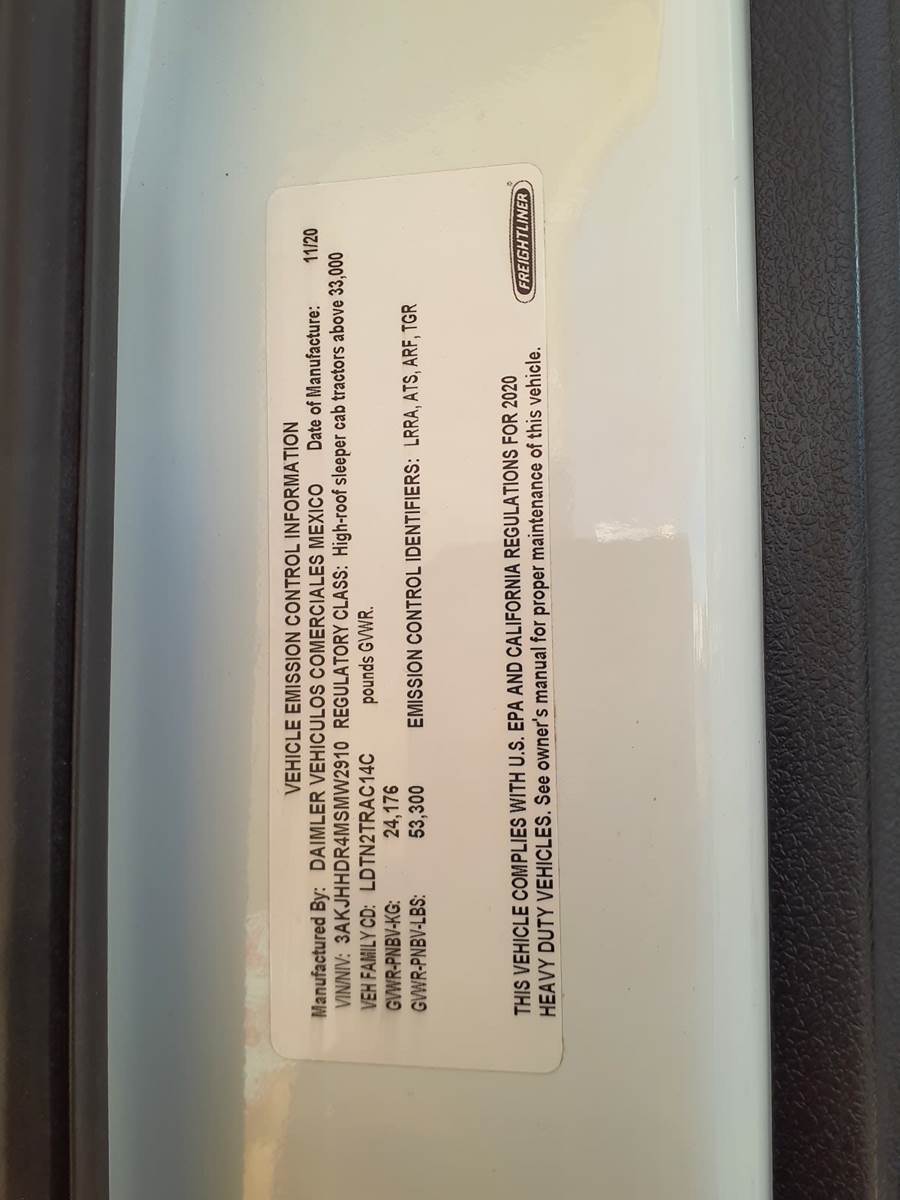 VEHICLE EMISSION CONTROL INFORMATION
Manufactured By: DAIMLER VEHICULOS COMERCIALES MEXICO Date of Manufacture: 11/20
VIN/NIV: 3AKJHHDR4MSMW2910 REGULATORY CLASS: High-roof sleeper cab tractors above 33,000
VEH FAMILY CD: LDTN2TRAC14C pounds GVWR.
GVWR-PNBV-KG: 24,176
GVWR-PNBV-LBS: 53,300 EMISSION CONTROL IDENTIFIERS: LRRA, ATS, ARF, TGR
THIS VEHICLE COMPLIES WITH U.S. EPA AND CALIFORNIA REGULATIONS FOR 2020
HEAVY DUTY VEHICLES. See owner's manual for proper maintenance of this vehicle.
FREIGHTLINER®